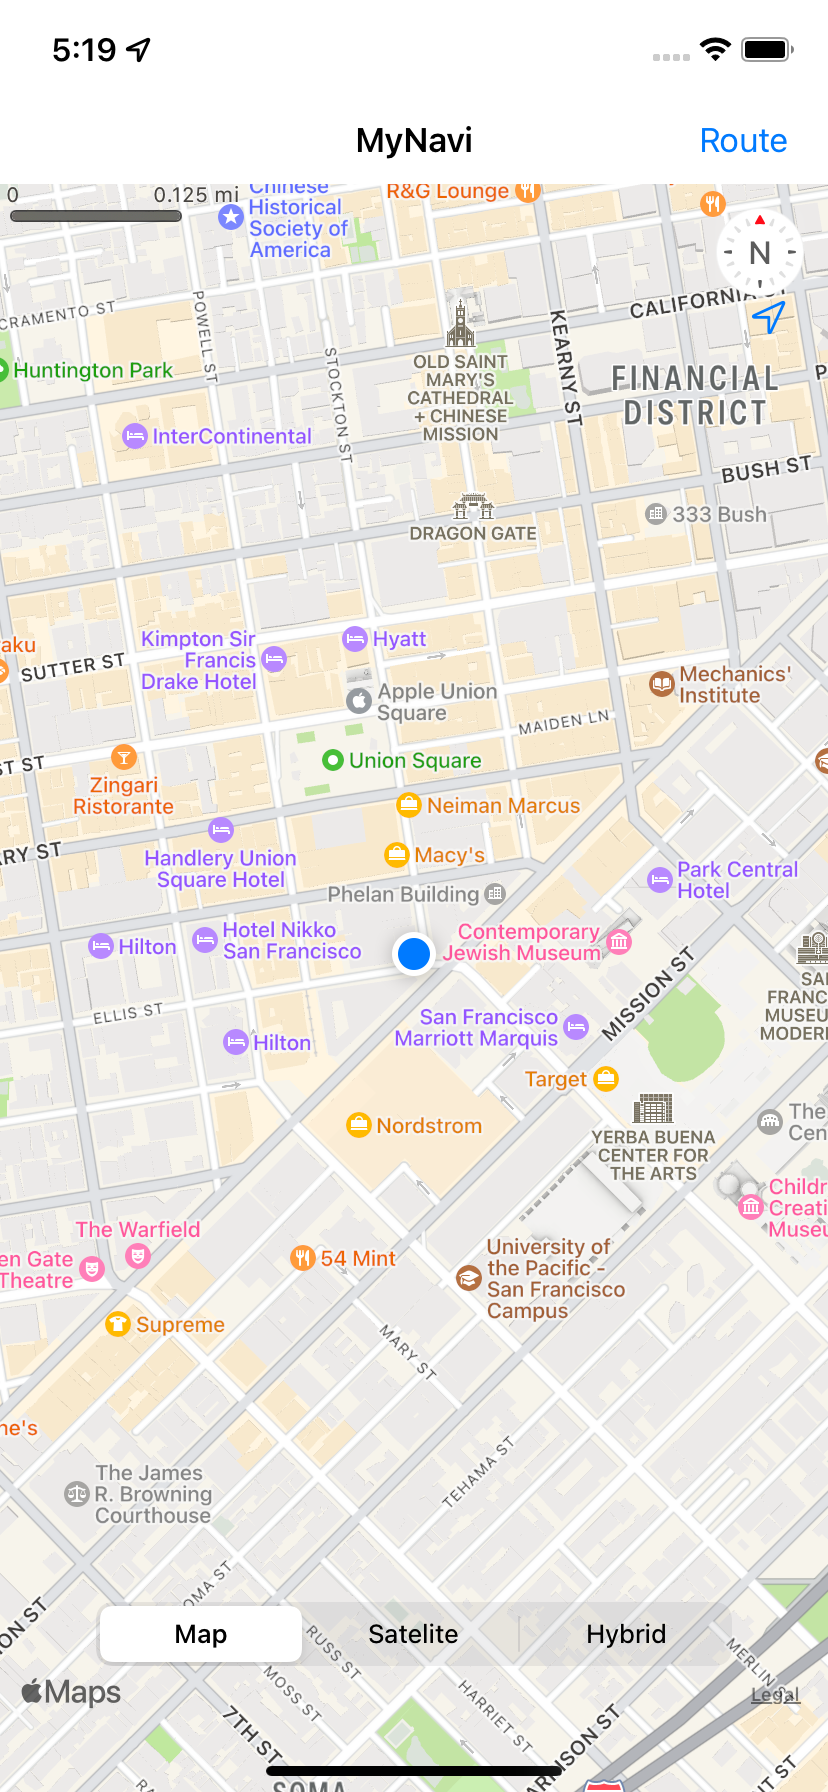 5:19
MyNavi
Route
0
0.125 mi
Chinese
Historical
Society of
America
R&G Lounge
N
CRAMENTO ST
POWELL ST
STOCKTON ST
KEARNY ST
CALIFORNIA ST
Huntington Park
OLD SAINT
MARY'S
CATHEDRAL
+ CHINESE
MISSION
FINANCIAL
DISTRICT
InterContinental
BUSH ST
333 Bush
DRAGON GATE
aku
SUTTER ST
Kimpton Sir
Francis
Drake Hotel
Hyatt
Apple Union
Square
Mechanics'
Institute
MAIDEN LN
ST ST
Union Square
Zingari
Ristorante
Neiman Marcus
ARY ST
Handlery Union
Square Hotel
Macy's
Park Central
Hotel
Phelan Building
Hilton
Hotel Nikko
San Francisco
Contemporary
Jewish Museum
MISSION ST
SAN
FRANC
MUSEU
MODER
ELLIS ST
San Francisco
Marriott Marquis
Hilton
Target
Nordstrom
YERBA BUENA
CENTER FOR
THE ARTS
The
Cen
Childr
Creati
Museu
The Warfield
en Gate
Theatre
54 Mint
University of
the Pacific -
San Francisco
Campus
Supreme
MARY ST
ne's
TEHAMA ST
The James
R. Browning
Courthouse
OMA ST
ON ST
Map
Satelite
Hybrid
RUSS ST
MOSS ST
HARRIET ST
MERLIN ST
Maps
Legal
7TH ST
ARRISON ST
SOMA
NT ST